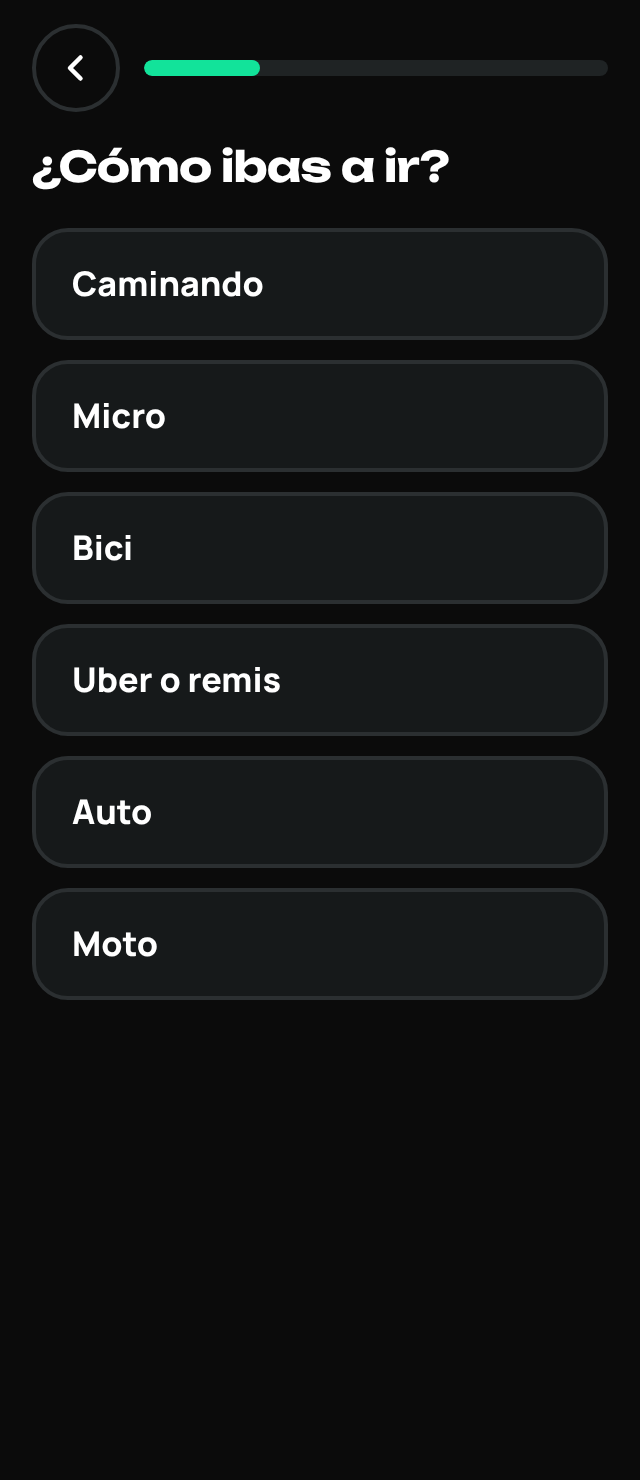 ¿Cómo ibas a ir?
Caminando
Micro
Bici
Uber o remis
Auto
Moto